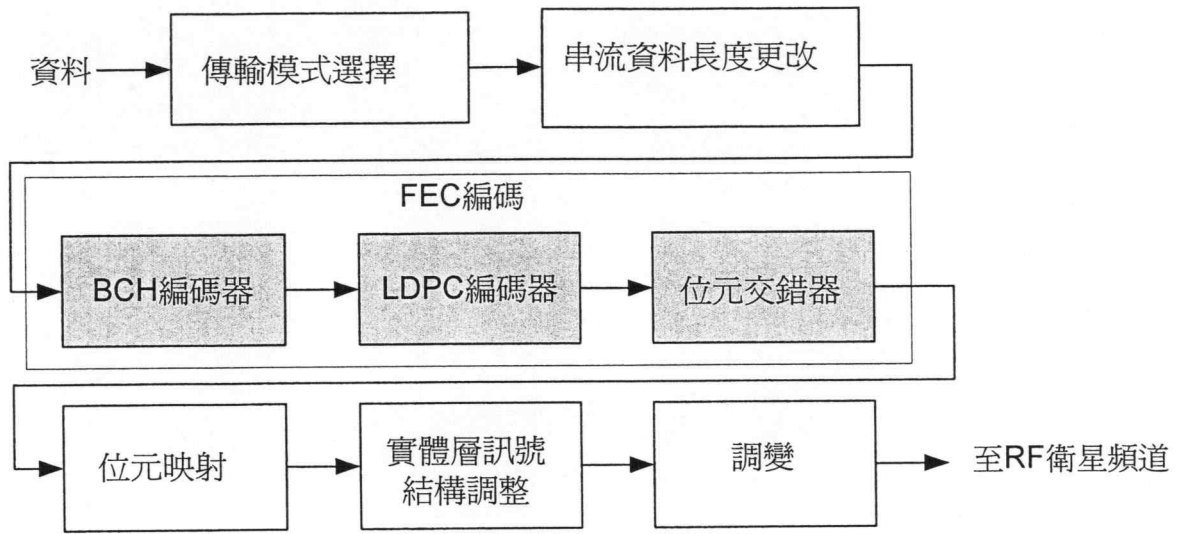 資料
傳輸模式選擇
串流資料長度更改
FEC編碼
BCH編碼器
LDPC編碼器
位元交錯器
位元映射
實體層訊號
結構調整
調變
至RF衛星頻道